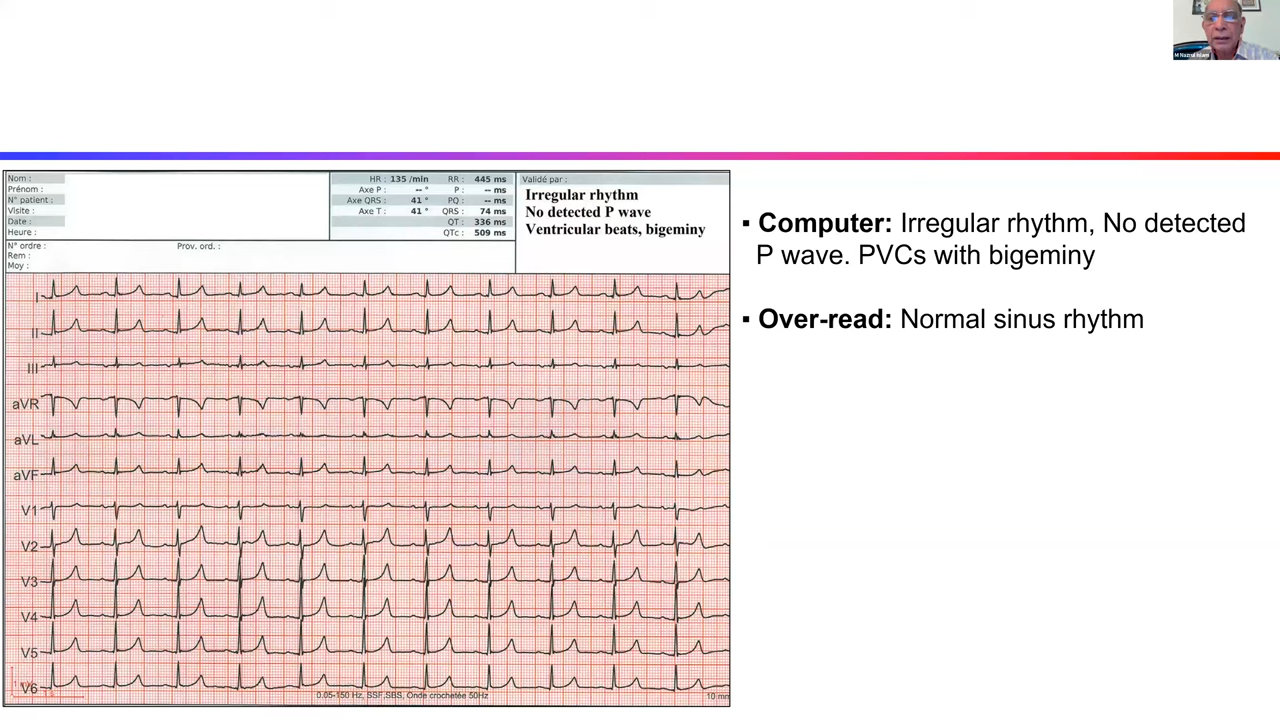 M Nazrul Islam
Nom :
Prénom :
N° patient :
Visite :
Date :
Heure :
HR : 135 /min RR : 445 ms
Axe P : -- ° P : -- ms
Axe QRS : 41 ° PQ : -- ms
Axe T : 41 ° QRS : 74 ms
QT : 336 ms
QTc : 509 ms
Validé par :
Irregular rhythm
No detected P wave
Ventricular beats, bigeminy
N° ordre : Prov. ord. :
Rem :
Moy :
▪ Computer: Irregular rhythm, No detected
P wave. PVCs with bigeminy
▪ Over-read: Normal sinus rhythm
I
II
III
aVR
aVL
aVF
V1
V2
V3
V4
V5
V6
0.05-150 Hz, SSF,SBS, Onde crochetée 50Hz
10 mm